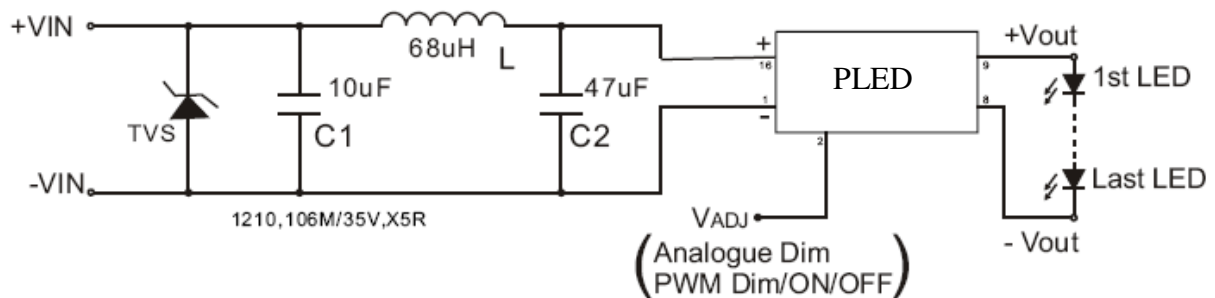 +VIN
68uH L
10uF
C1
47uF
C2
TVS
-VIN
1210,106M/35V,X5R
+
16
1
-
PLED
2
9
8
+Vout
1st LED
Last LED
- Vout
VADJ
(Analogue Dim
PWM Dim/ON/OFF)